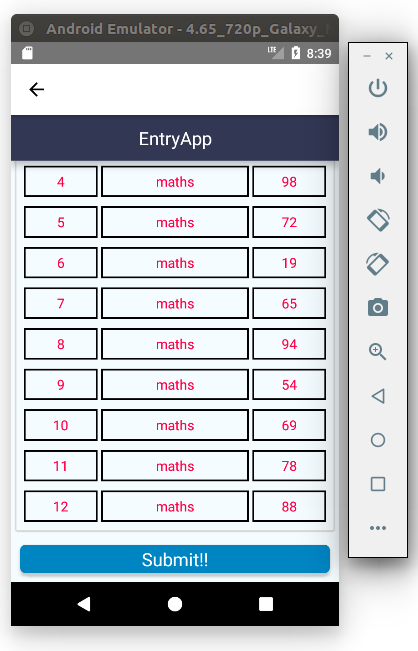 Android Emulator - 4.65_720p_Galaxy_
LTE 8:39
EntryApp
4 maths 98
5 maths 72
6 maths 19
7 maths 65
8 maths 94
9 maths 54
10 maths 69
11 maths 78
12 maths 88
Submit!!